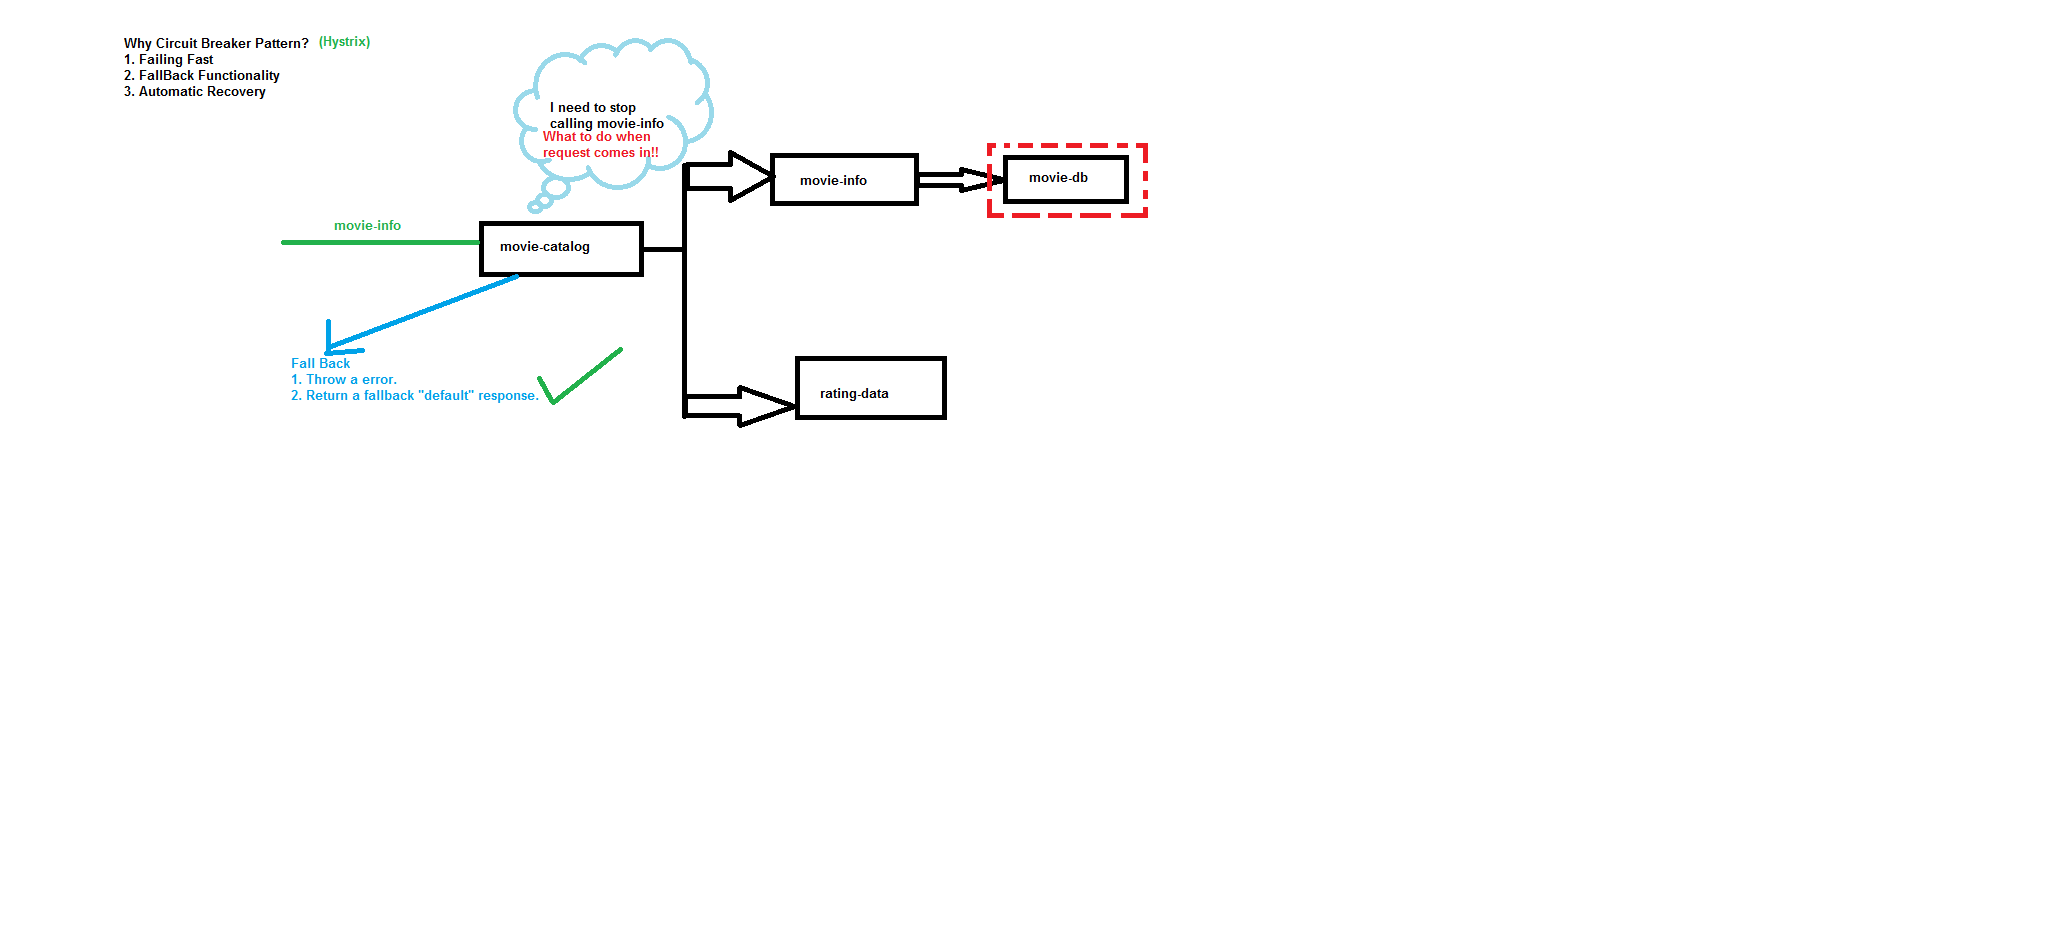 Why Circuit Breaker Pattern? (Hystrix)
1. Failing Fast
2. FallBack Functionality
3. Automatic Recovery
I need to stop
calling movie-info
What to do when
request comes in!!
movie-info
movie-db
movie-info
movie-catalog
Fall Back
1. Throw a error.
2. Return a fallback "default" response.
rating-data